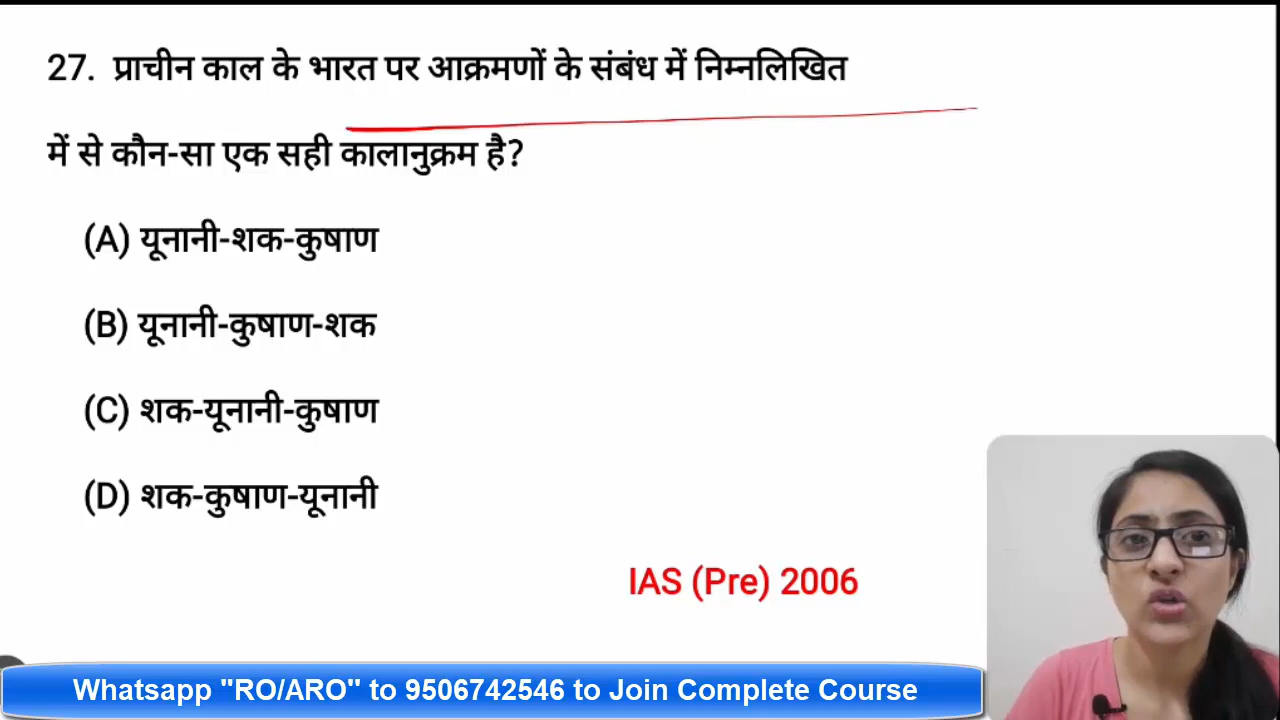 27. प्राचीन काल के भारत पर आक्रमणों के संबंध में निम्नलिखित
में से कौन-सा एक सही कालानुक्रम है?
(A) यूनानी-शक-कुषाण
(B) यूनानी-कुषाण-शक
(C) शक-यूनानी-कुषाण
(D) शक-कुषाण-यूनानी
IAS (Pre) 2006
Whatsapp "RO/ARO" to 9506742546 to Join Complete Course